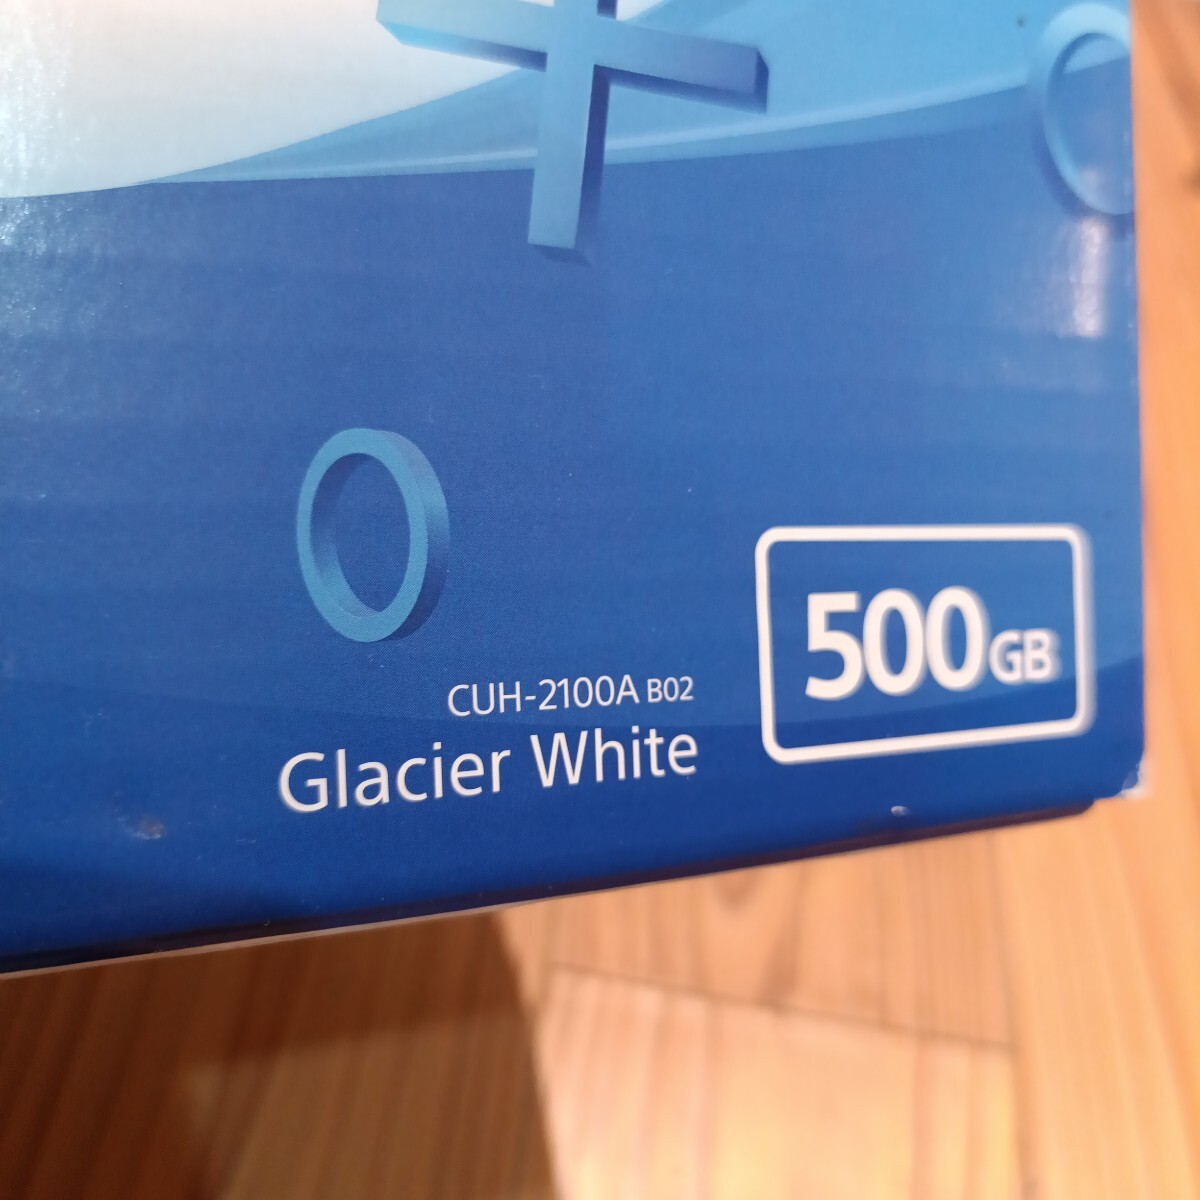 CUH-2100A B02
Glacier White
500GB